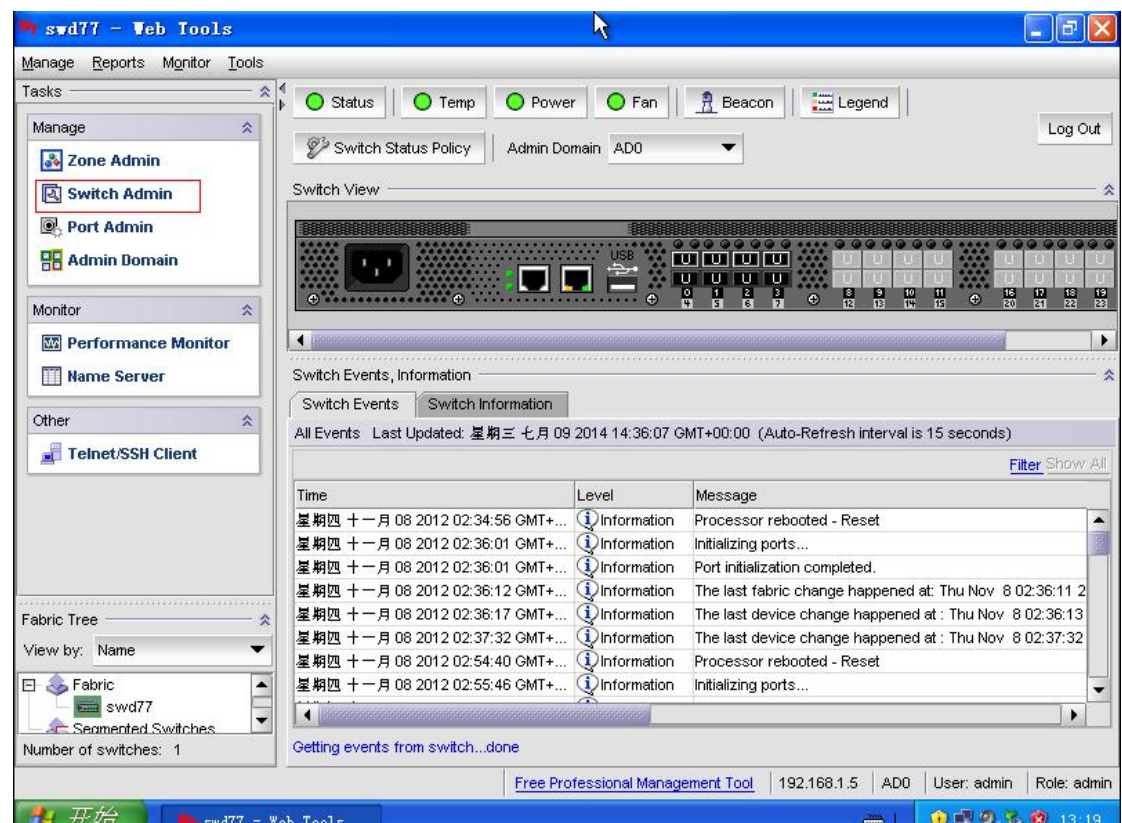 swd77 - Web Tools
Manage Reports Monitor Tools
Tasks
Manage
Zone Admin
Switch Admin
Port Admin
Admin Domain
Monitor
Performance Monitor
Name Server
Other
Telnet/SSH Client
Fabric Tree
View by: Name
Fabric
swd77
Segmented Switches
Number of switches: 1
Status Temp Power Fan Beacon Legend
Log Out
Switch Status Policy Admin Domain AD0
Switch View
USB
0 1 2 3 8 9 10 11 16 17 18 19
4 5 6 7 12 13 14 15 20 21 22 23
Switch Events, Information
Switch Events Switch Information
All Events Last Updated: 星期三 七月 09 2014 14:36:07 GMT+00:00 (Auto-Refresh interval is 15 seconds)
Filter Show All
Time Level Message
星期四 十一月 08 2012 02:34:56 GMT+... Information Processor rebooted - Reset
星期四 十一月 08 2012 02:36:01 GMT+... Information Initializing ports...
星期四 十一月 08 2012 02:36:01 GMT+... Information Port initialization completed.
星期四 十一月 08 2012 02:36:12 GMT+... Information The last fabric change happened at: Thu Nov 8 02:36:11 2
星期四 十一月 08 2012 02:36:17 GMT+... Information The last device change happened at : Thu Nov 8 02:36:13
星期四 十一月 08 2012 02:37:32 GMT+... Information The last device change happened at : Thu Nov 8 02:37:32
星期四 十一月 08 2012 02:54:40 GMT+... Information Processor rebooted - Reset
星期四 十一月 08 2012 02:55:46 GMT+... Information Initializing ports...
Getting events from switch...done
Free Professional Management Tool 192.168.1.5 AD0 User: admin Role: admin
开始 swd77 - Web Tools 13:19